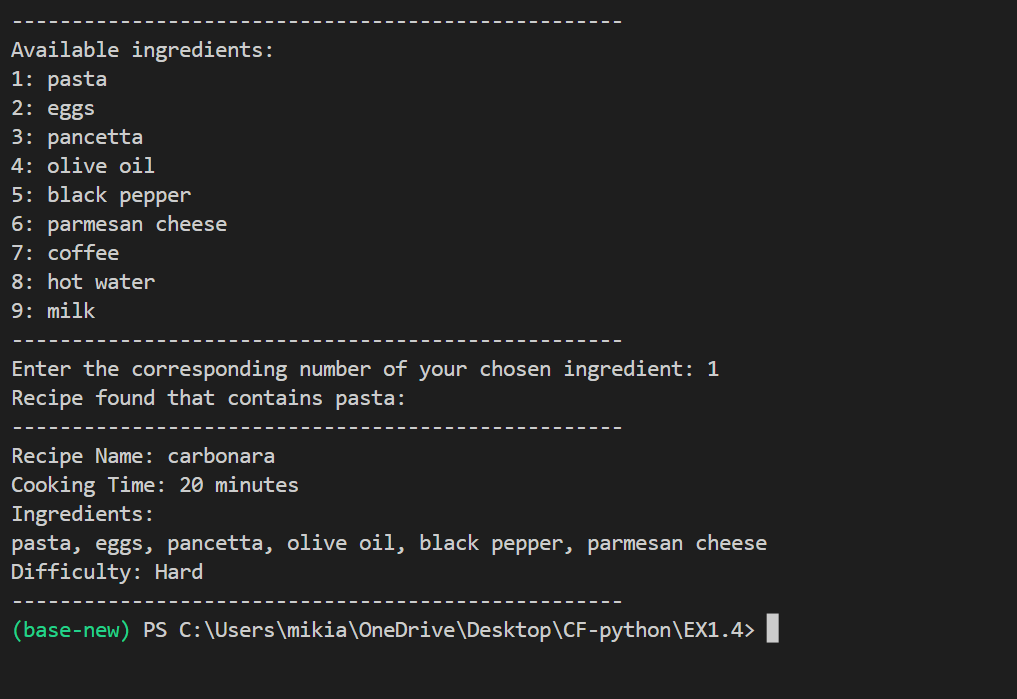 ---------------------------------------------------
Available ingredients:
1: pasta
2: eggs
3: pancetta
4: olive oil
5: black pepper
6: parmesan cheese
7: coffee
8: hot water
9: milk
---------------------------------------------------
Enter the corresponding number of your chosen ingredient: 1
Recipe found that contains pasta:
---------------------------------------------------
Recipe Name: carbonara
Cooking Time: 20 minutes
Ingredients:
pasta, eggs, pancetta, olive oil, black pepper, parmesan cheese
Difficulty: Hard
---------------------------------------------------
(base-new) PS C:\Users\mikia\OneDrive\Desktop\CF-python\EX1.4>